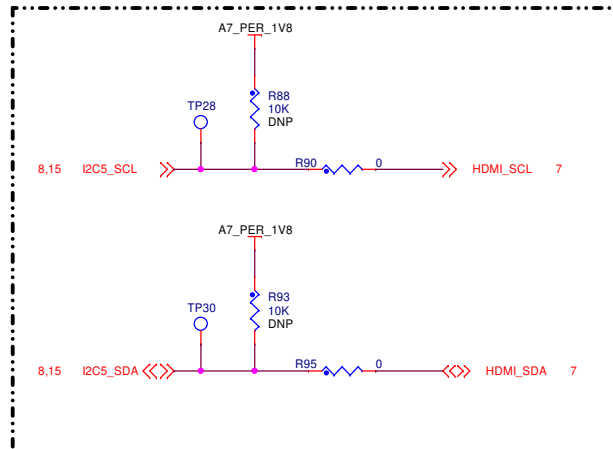 A7_PER_1V8
R88
10K
DNP
TP28
R90 0
8,15 I2C5_SCL HDMI_SCL 7
A7_PER_1V8
R93
10K
DNP
TP30
R95 0
8,15 I2C5_SDA HDMI_SDA 7